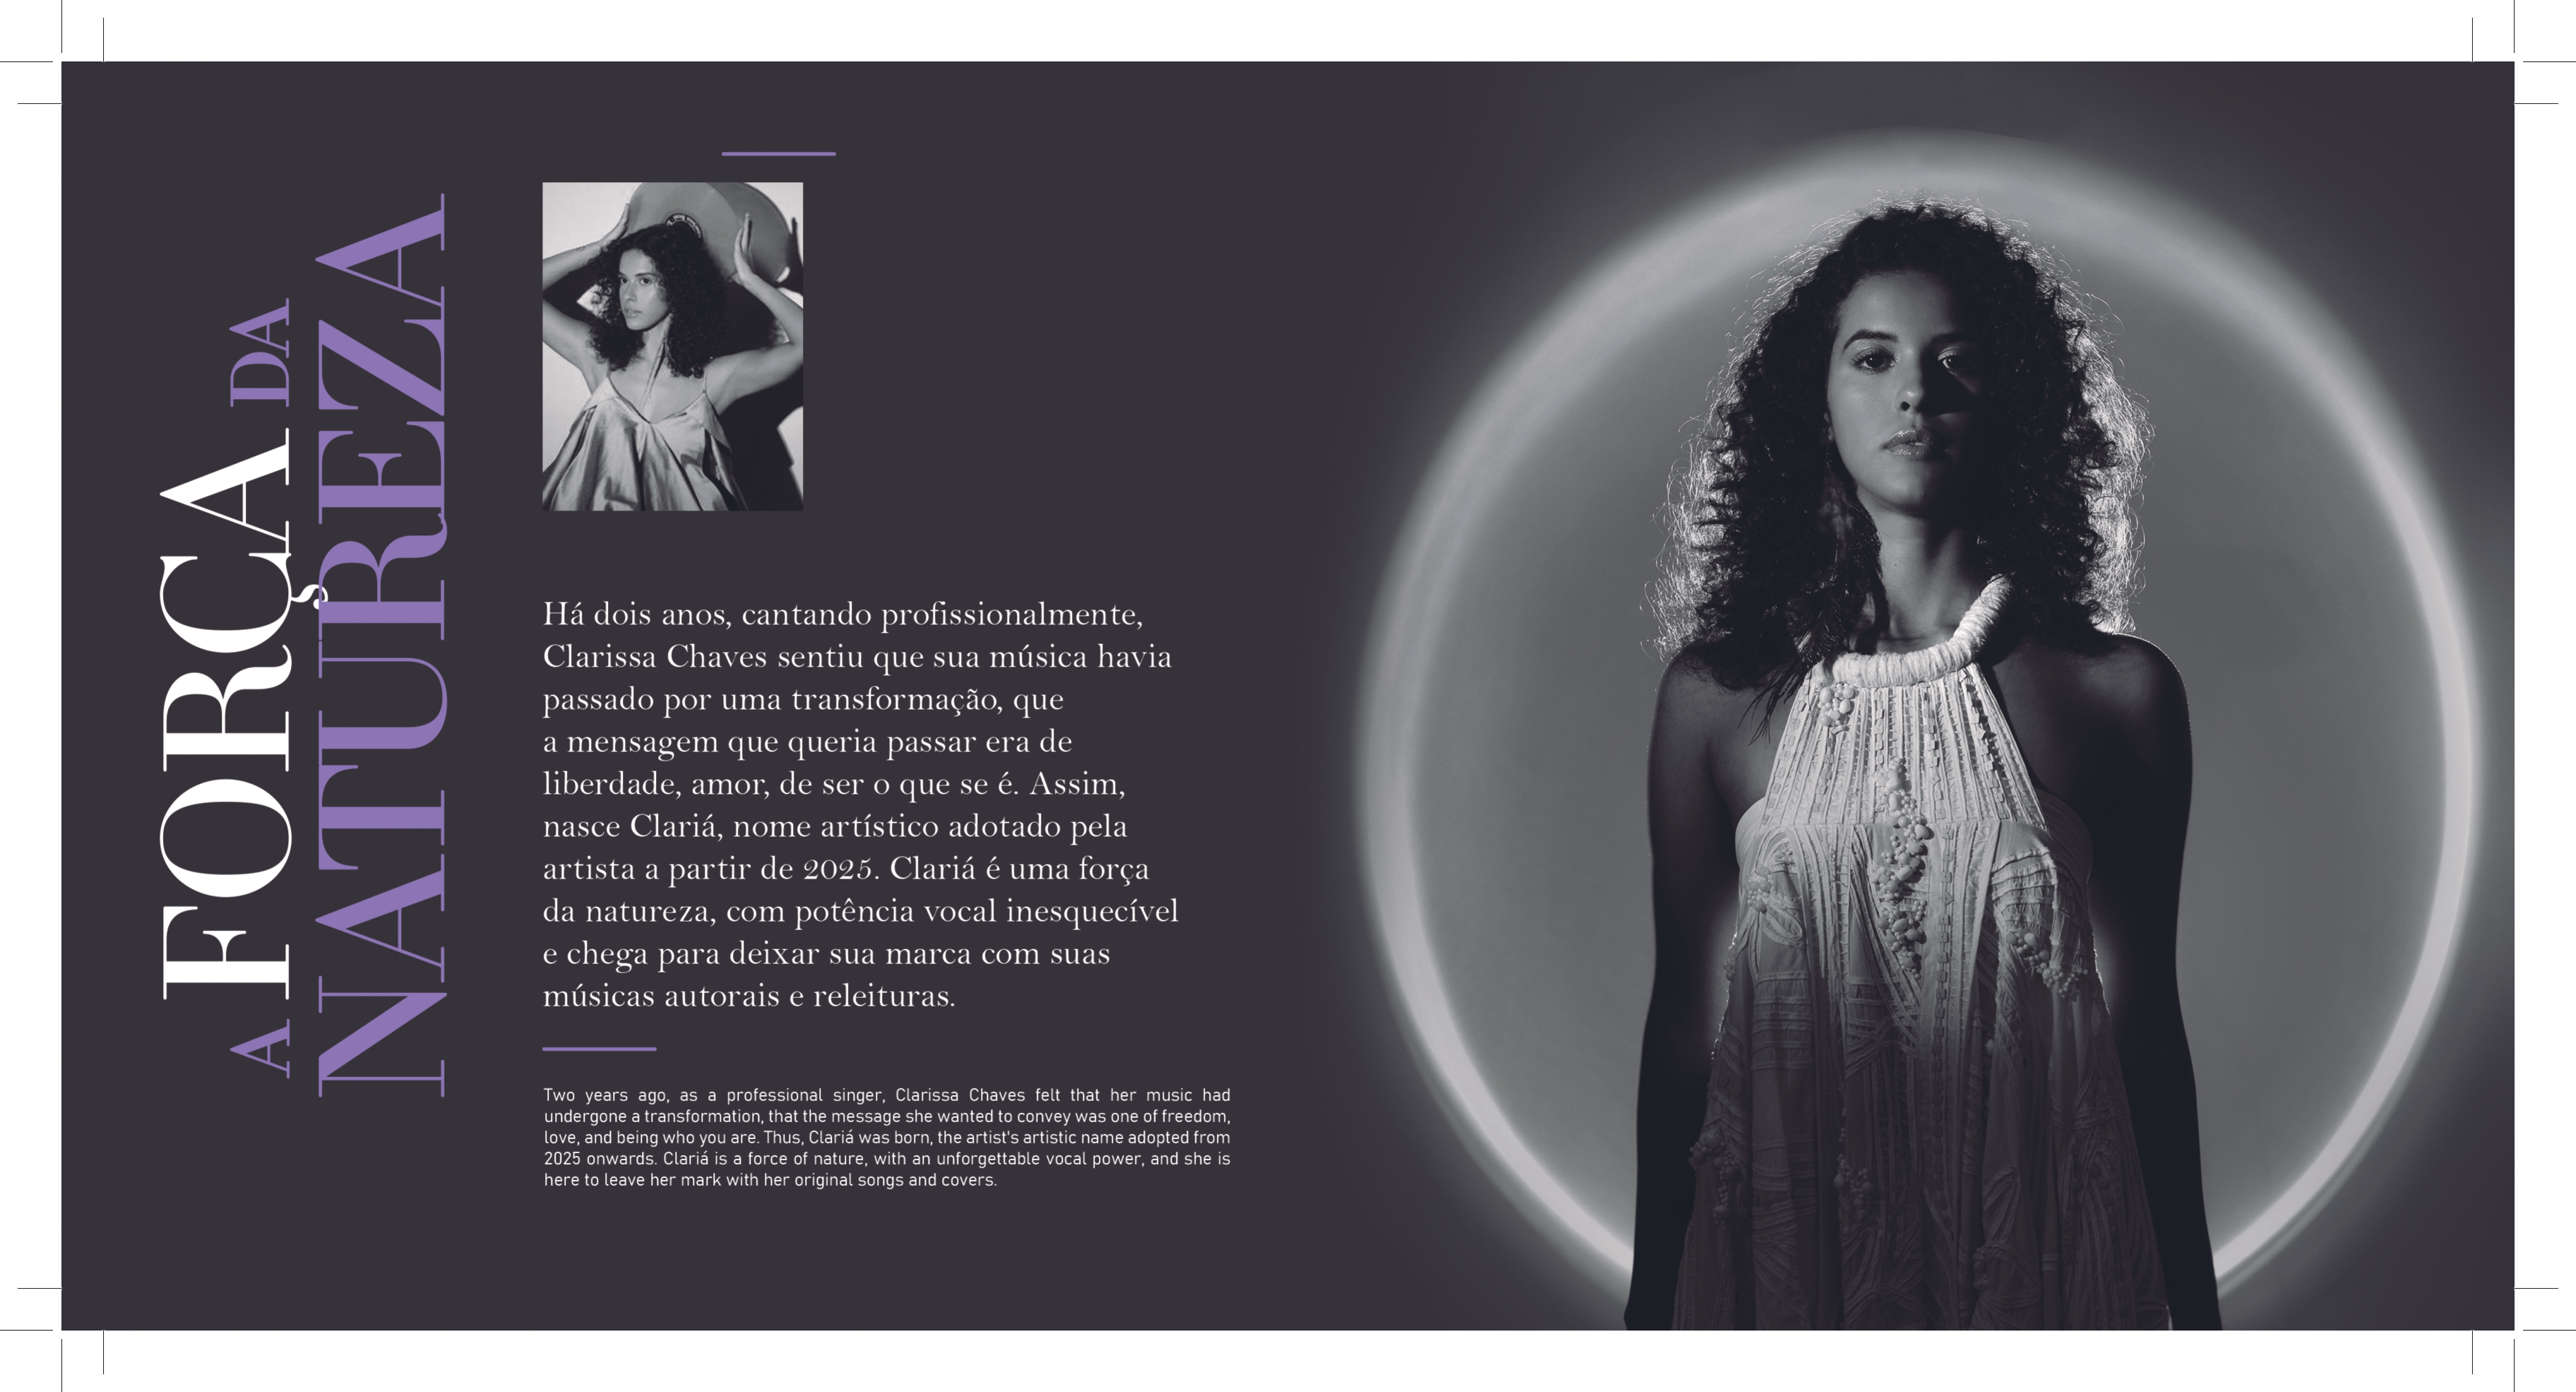 A FORÇA DA
NATUREZA
Há dois anos, cantando profissionalmente,
Clarissa Chaves sentiu que sua música havia
passado por uma transformação, que
a mensagem que queria passar era de
liberdade, amor, de ser o que se é. Assim,
nasce Clariá, nome artístico adotado pela
artista a partir de 2025. Clariá é uma força
da natureza, com potência vocal inesquecível
e chega para deixar sua marca com suas
músicas autorais e releituras.
Two years ago, as a professional singer, Clarissa Chaves felt that her music had
undergone a transformation, that the message she wanted to convey was one of freedom,
love, and being who you are. Thus, Clariá was born, the artist's artistic name adopted from
2025 onwards. Clariá is a force of nature, with an unforgettable vocal power, and she is
here to leave her mark with her original songs and covers.